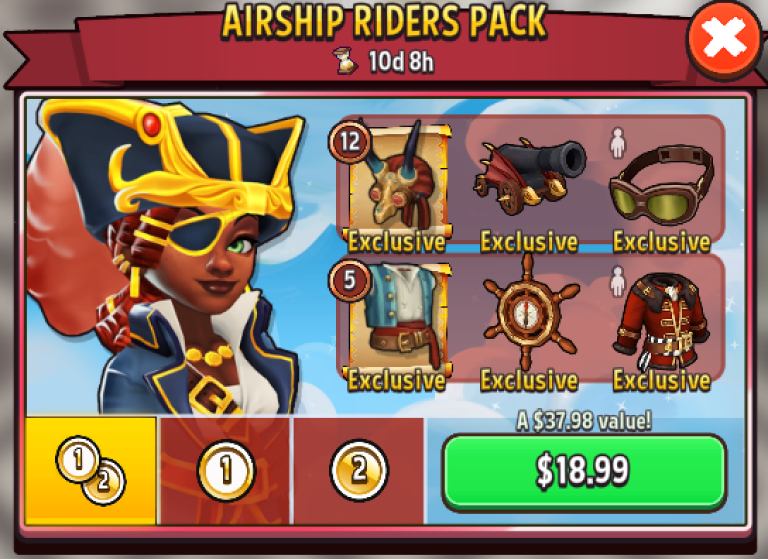 AIRSHIP RIDERS PACK
10d 8h
12
Exclusive Exclusive Exclusive
5
Exclusive Exclusive Exclusive
A $37.98 value!
1 2 1 2 $18.99